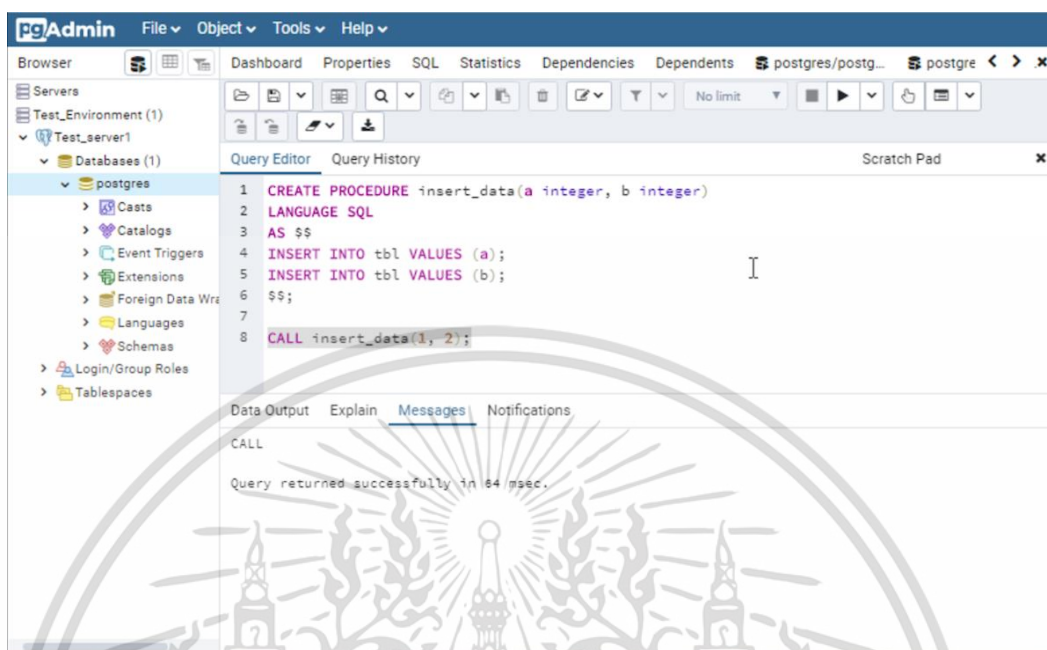 pgAdmin File Object Tools Help
Browser Dashboard Properties SQL Statistics Dependencies Dependents postgres/postg... postgre
Servers
Test_Environment (1)
Test_server1
Databases (1)
postgres
Casts
Catalogs
Event Triggers
Extensions
Foreign Data Wra
Languages
Schemas
Login/Group Roles
Tablespaces
No limit
Query Editor Query History Scratch Pad
1 CREATE PROCEDURE insert_data(a integer, b integer)
2 LANGUAGE SQL
3 AS $$
4 INSERT INTO tbl VALUES (a);
5 INSERT INTO tbl VALUES (b);
6 $$;
7
8 CALL insert_data(1, 2);
Data Output Explain Messages Notifications
CALL
Query returned successfully in 64 msec.